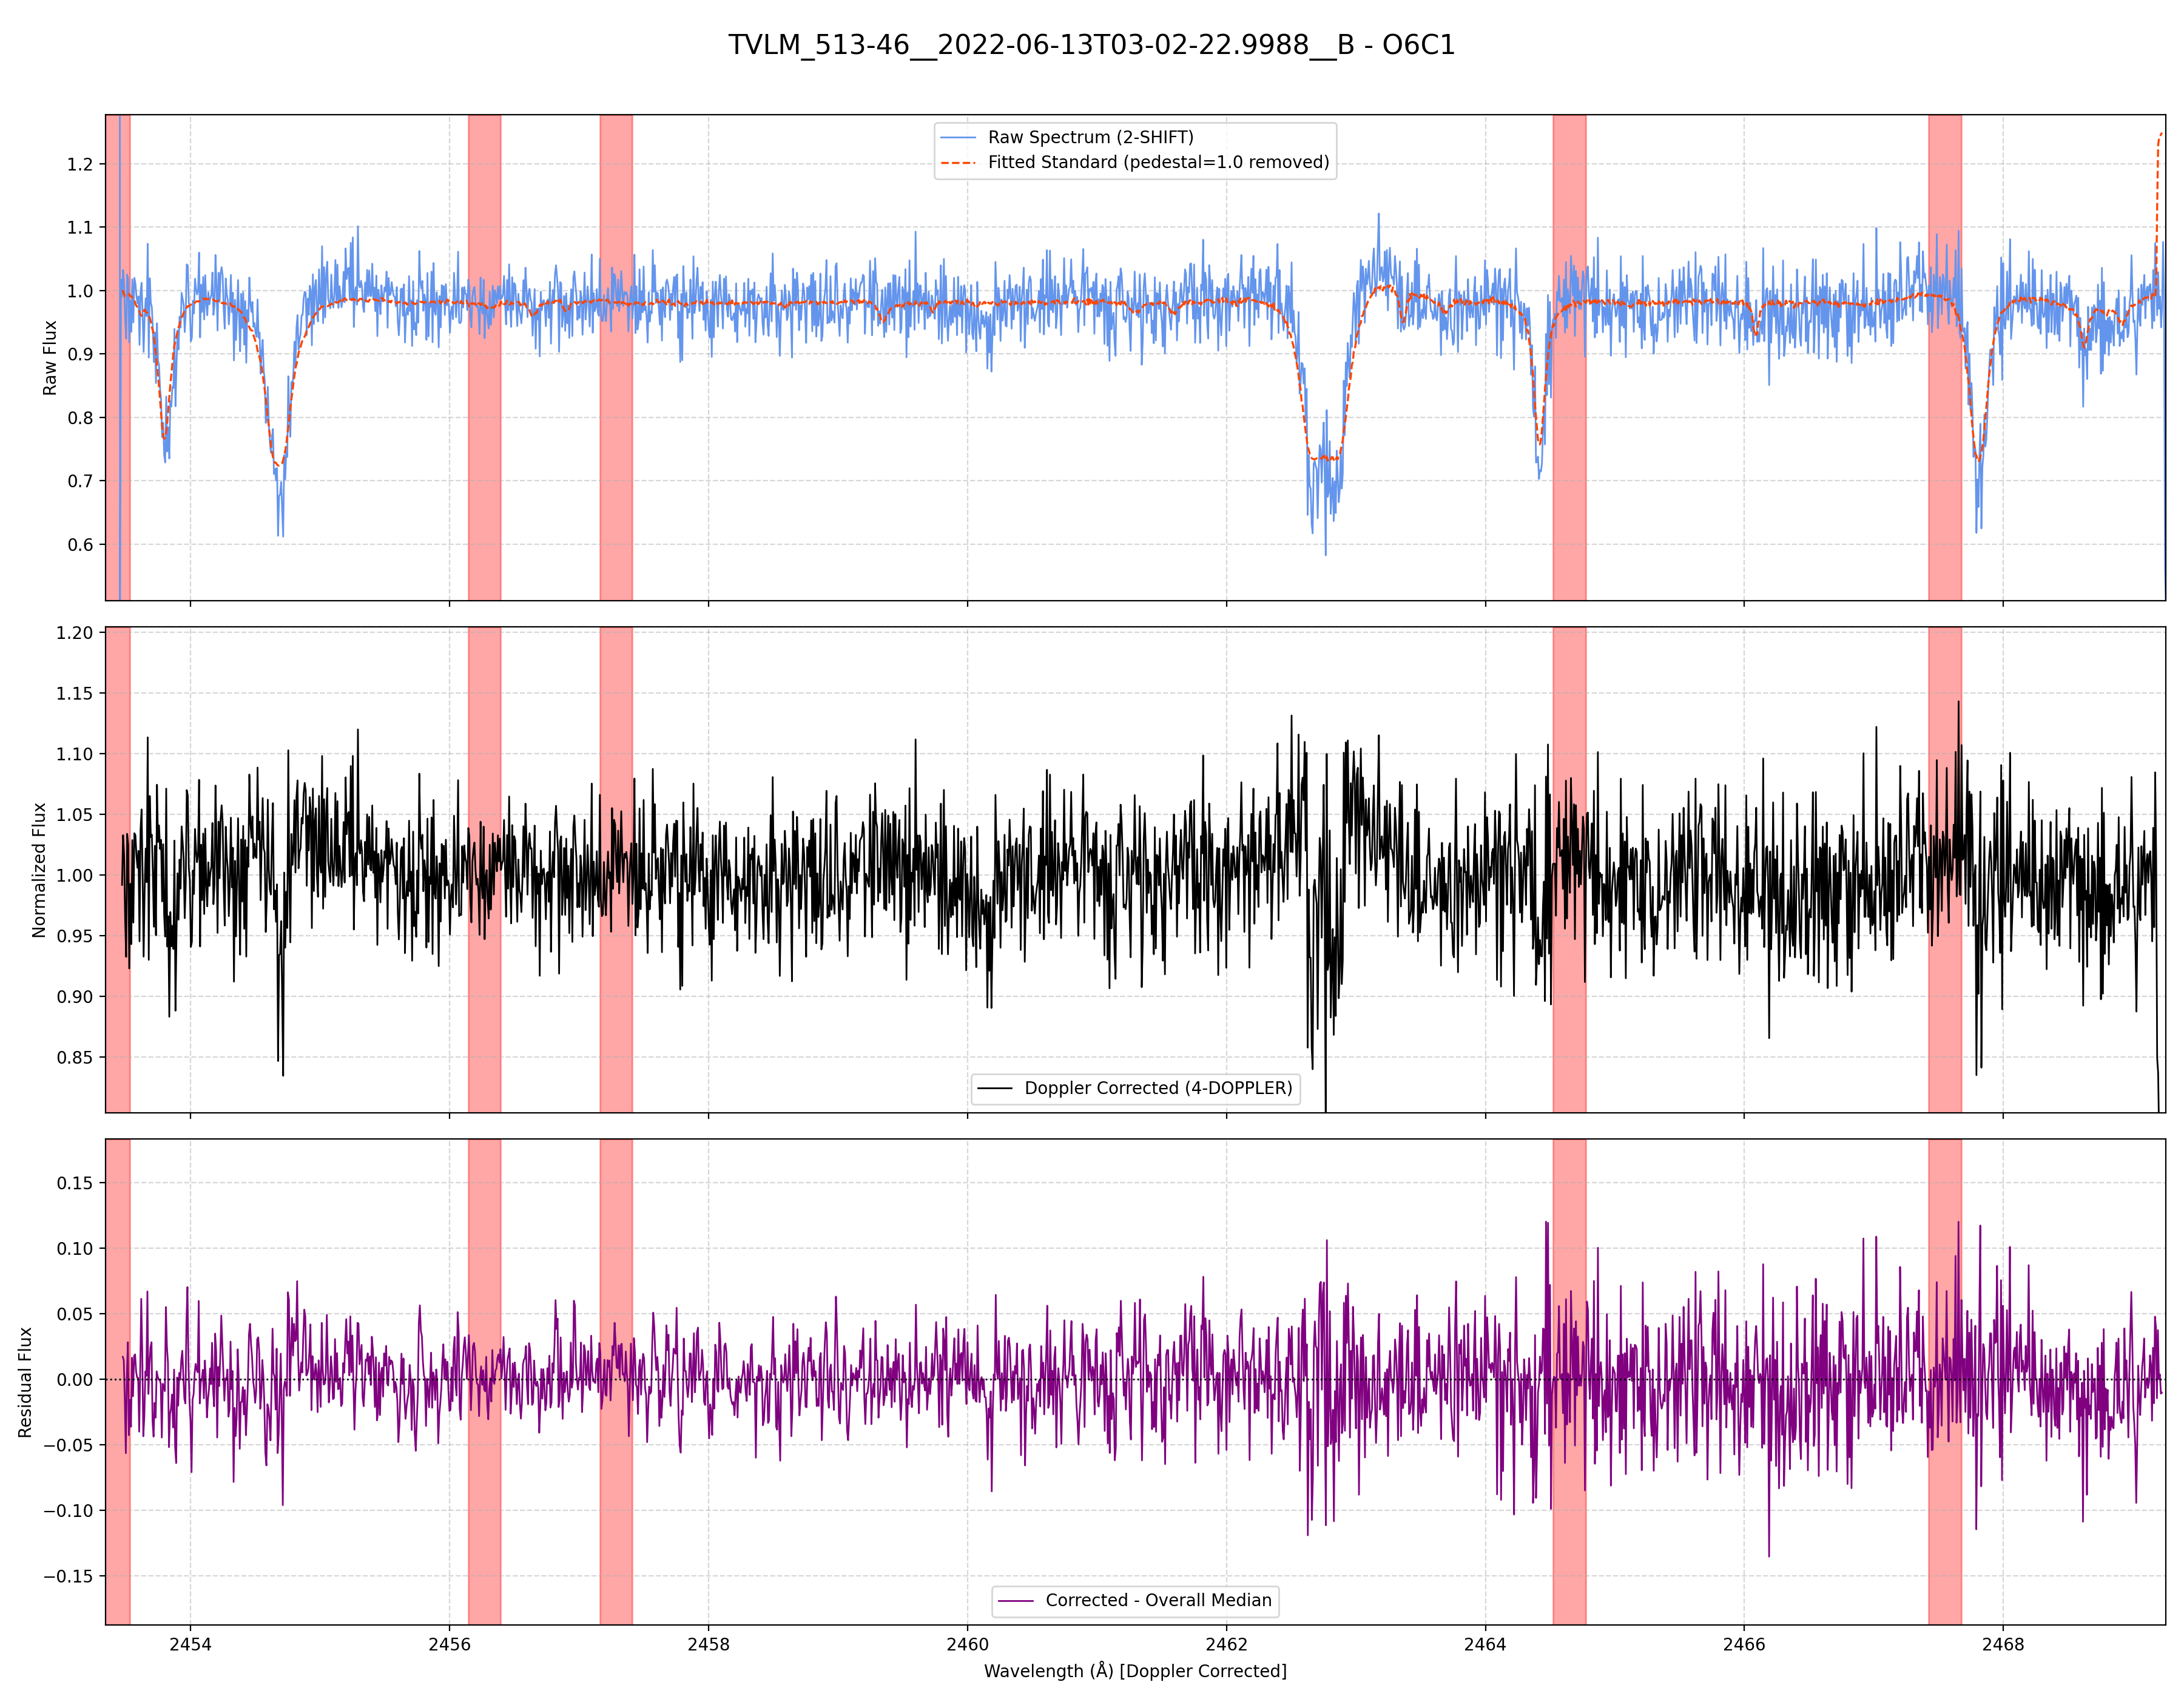 TVLM_513-46__2022-06-13T03-02-22.9988__B - O6C1
Raw Spectrum (2-SHIFT)
Fitted Standard (pedestal=1.0 removed)
Raw Flux
1.2
1.1
1.0
0.9
0.8
0.7
0.6
Normalized Flux
1.20
1.15
1.10
1.05
1.00
0.95
0.90
0.85
Doppler Corrected (4-DOPPLER)
Residual Flux
0.15
0.10
0.05
0.00
−0.05
−0.10
−0.15
Corrected - Overall Median
2454 2456 2458 2460 2462 2464 2466 2468
Wavelength (Å) [Doppler Corrected]